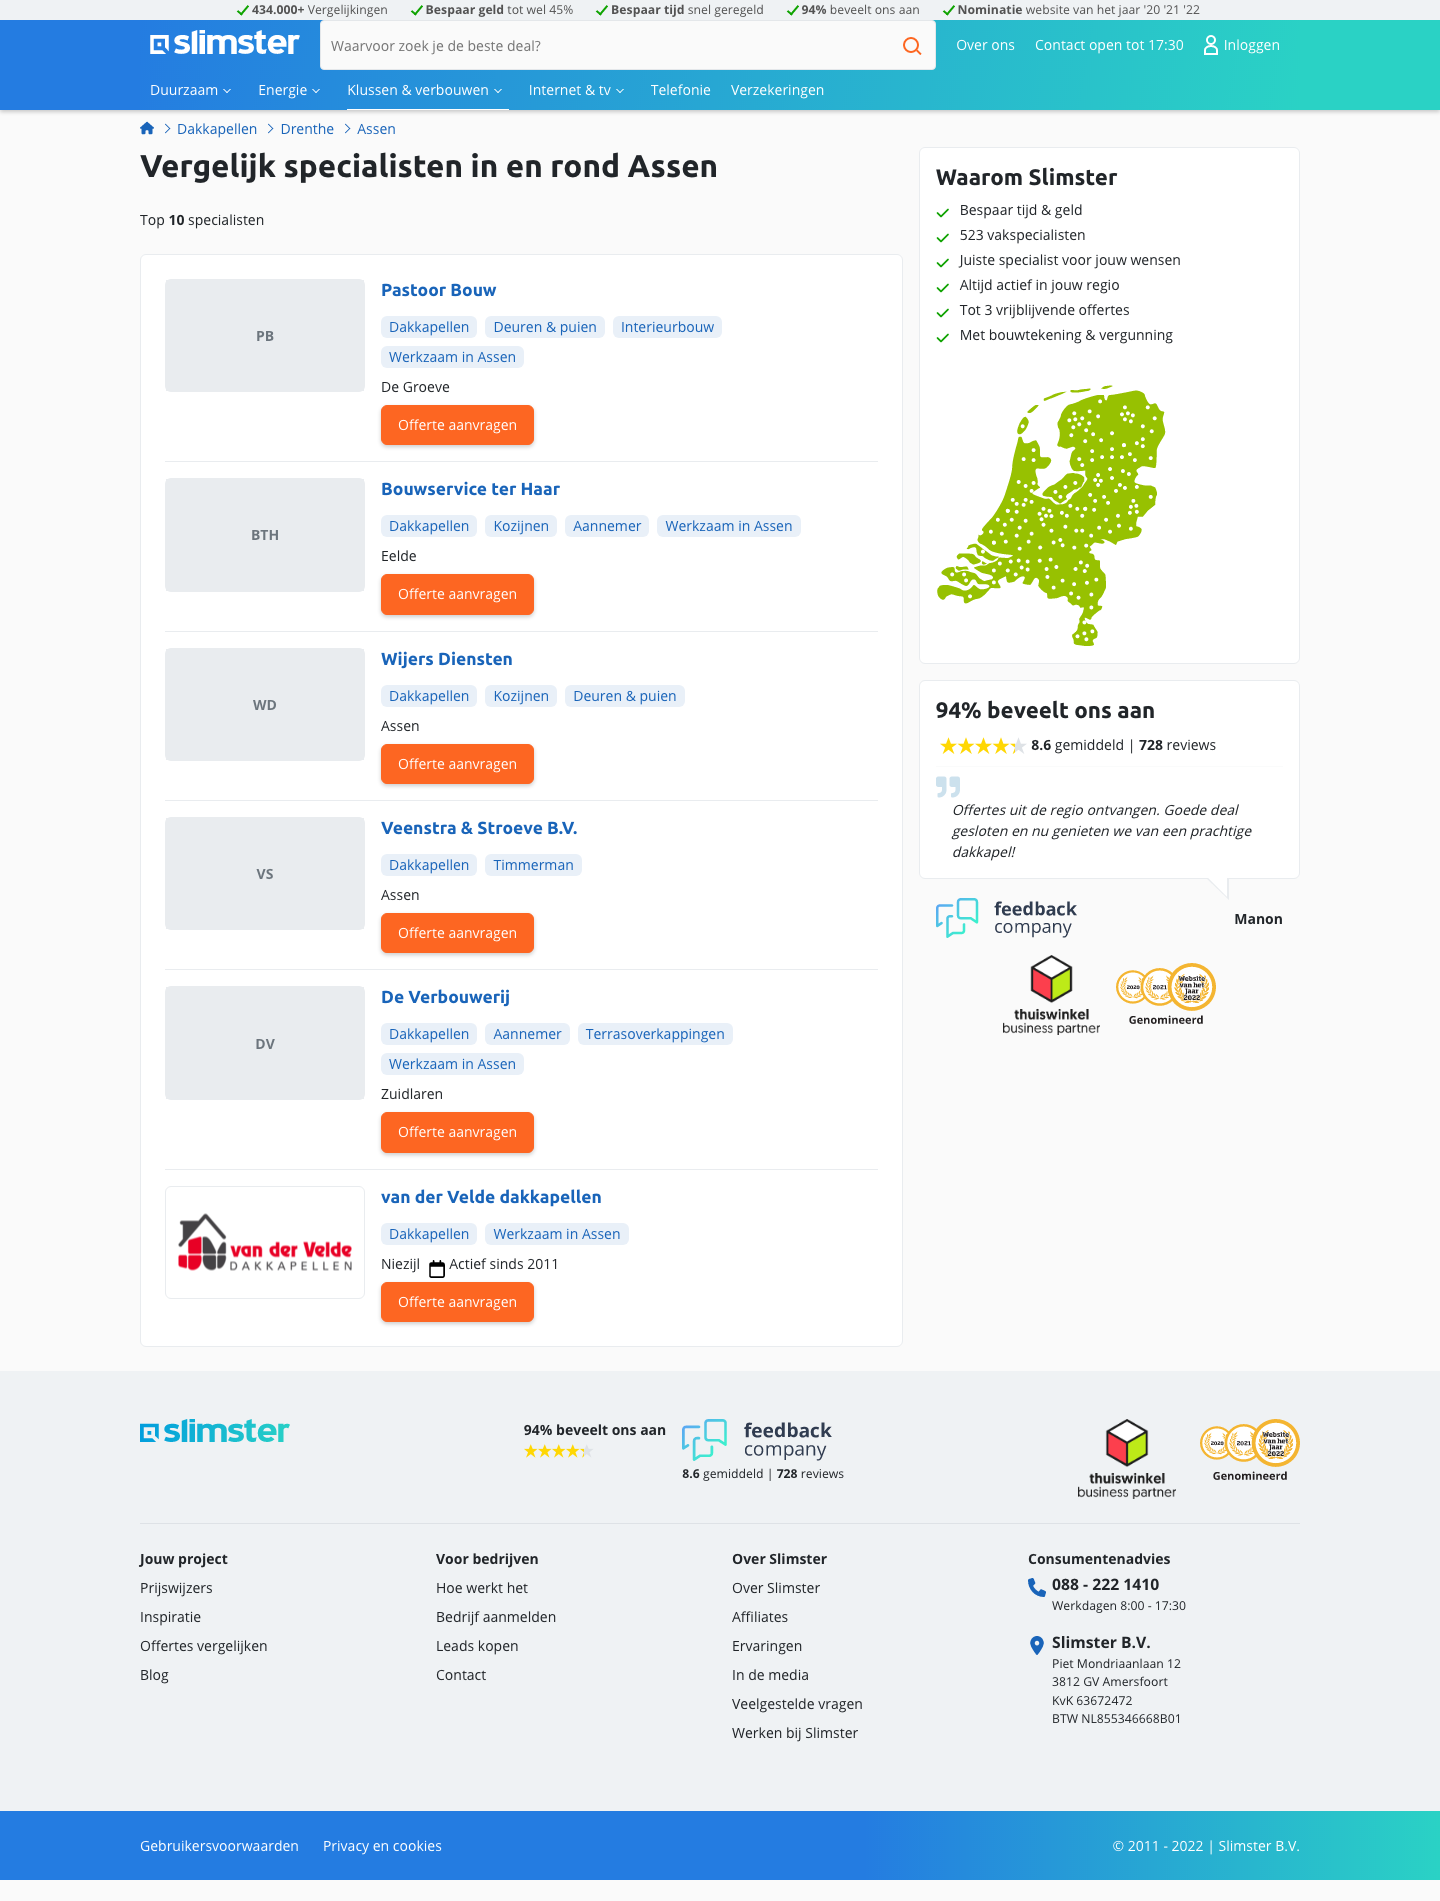 434.000+ Vergelijkingen Bespaar geld tot wel 45% Bespaar tijd snel geregeld 94% beveelt ons aan Nominatie website van het jaar '20 '21 '22
slimster Waarvoor zoek je de beste deal? Over ons Contact open tot 17:30 Inloggen
Duurzaam Energie Klussen & verbouwen Internet & tv Telefonie Verzekeringen
Dakkapellen Drenthe Assen
Vergelijk specialisten in en rond Assen
Top 10 specialisten
PB
Pastoor Bouw
Dakkapellen Deuren & puien Interieurbouw
Werkzaam in Assen
De Groeve
Offerte aanvragen
BTH
Bouwservice ter Haar
Dakkapellen Kozijnen Aannemer Werkzaam in Assen
Eelde
Offerte aanvragen
WD
Wijers Diensten
Dakkapellen Kozijnen Deuren & puien
Assen
Offerte aanvragen
VS
Veenstra & Stroeve B.V.
Dakkapellen Timmerman
Assen
Offerte aanvragen
DV
De Verbouwerij
Dakkapellen Aannemer Terrasoverkappingen
Werkzaam in Assen
Zuidlaren
Offerte aanvragen
van der Velde
DAKKAPELLEN
van der Velde dakkapellen
Dakkapellen Werkzaam in Assen
Niezijl Actief sinds 2011
Offerte aanvragen
Waarom Slimster
Bespaar tijd & geld
523 vakspecialisten
Juiste specialist voor jouw wensen
Altijd actief in jouw regio
Tot 3 vrijblijvende offertes
Met bouwtekening & vergunning
94% beveelt ons aan
8.6 gemiddeld | 728 reviews
Offertes uit de regio ontvangen. Goede deal
gesloten en nu genieten we van een prachtige
dakkapel!
feedback
company
Manon
thuiswinkel
business partner
2020 2021 Website
van het
Jaar
2022
Genomineerd
slimster
94% beveelt ons aan
feedback
company
8.6 gemiddeld | 728 reviews
thuiswinkel
business partner
2020 2021 Website
van het
Jaar
2022
Genomineerd
Jouw project
Prijswijzers
Inspiratie
Offertes vergelijken
Blog
Voor bedrijven
Hoe werkt het
Bedrijf aanmelden
Leads kopen
Contact
Over Slimster
Over Slimster
Affiliates
Ervaringen
In de media
Veelgestelde vragen
Werken bij Slimster
Consumentenadvies
088 - 222 1410
Werkdagen 8:00 - 17:30
Slimster B.V.
Piet Mondriaanlaan 12
3812 GV Amersfoort
KvK 63672472
BTW NL855346668B01
Gebruikersvoorwaarden Privacy en cookies © 2011 - 2022 | Slimster B.V.